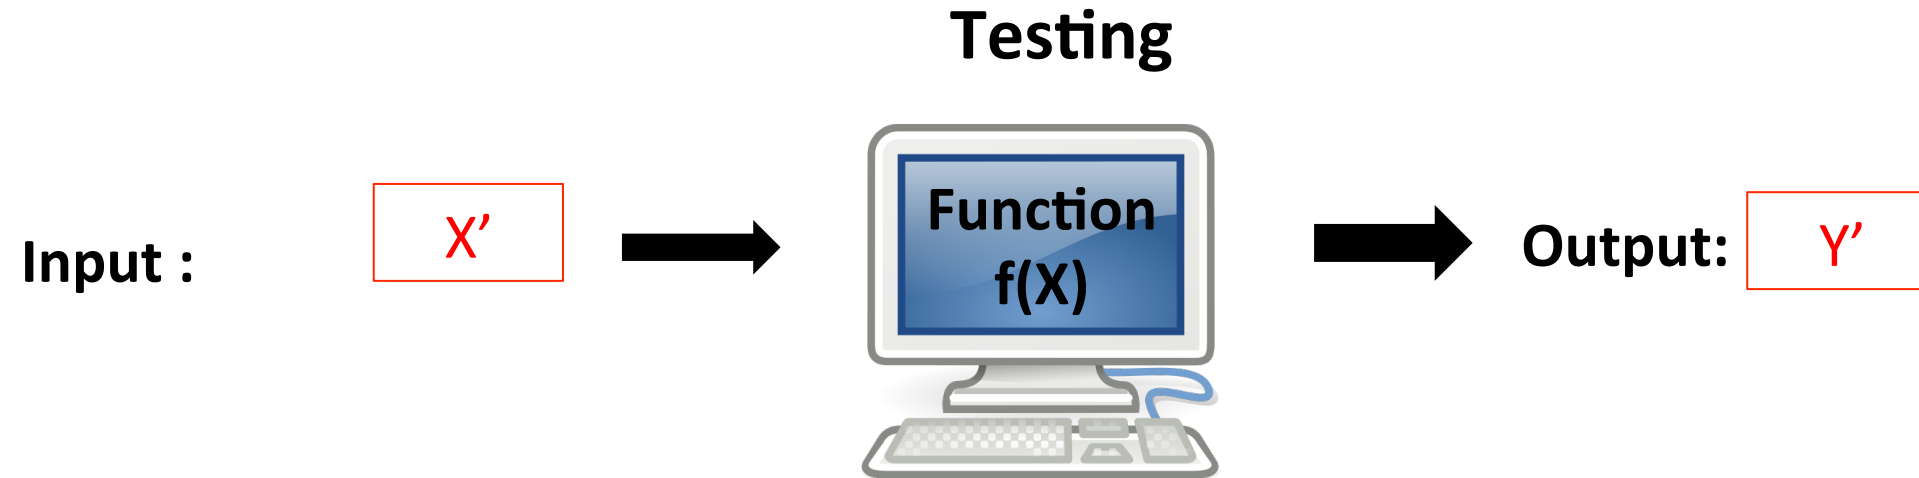 Testing
Input :
X’
Function
f(X)
Output:
Y’